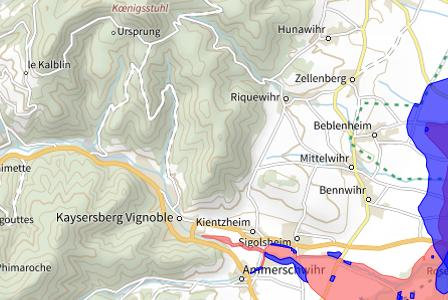 Kœnigsstuhl
Ursprung
Hunawihr
le Kalblin
Zellenberg
Riquewihr
Beblenheim
Mittelwihr
Bennwihr
Kaysersberg Vignoble
Kientzheim
Sigolsheim
Ammerschwihr